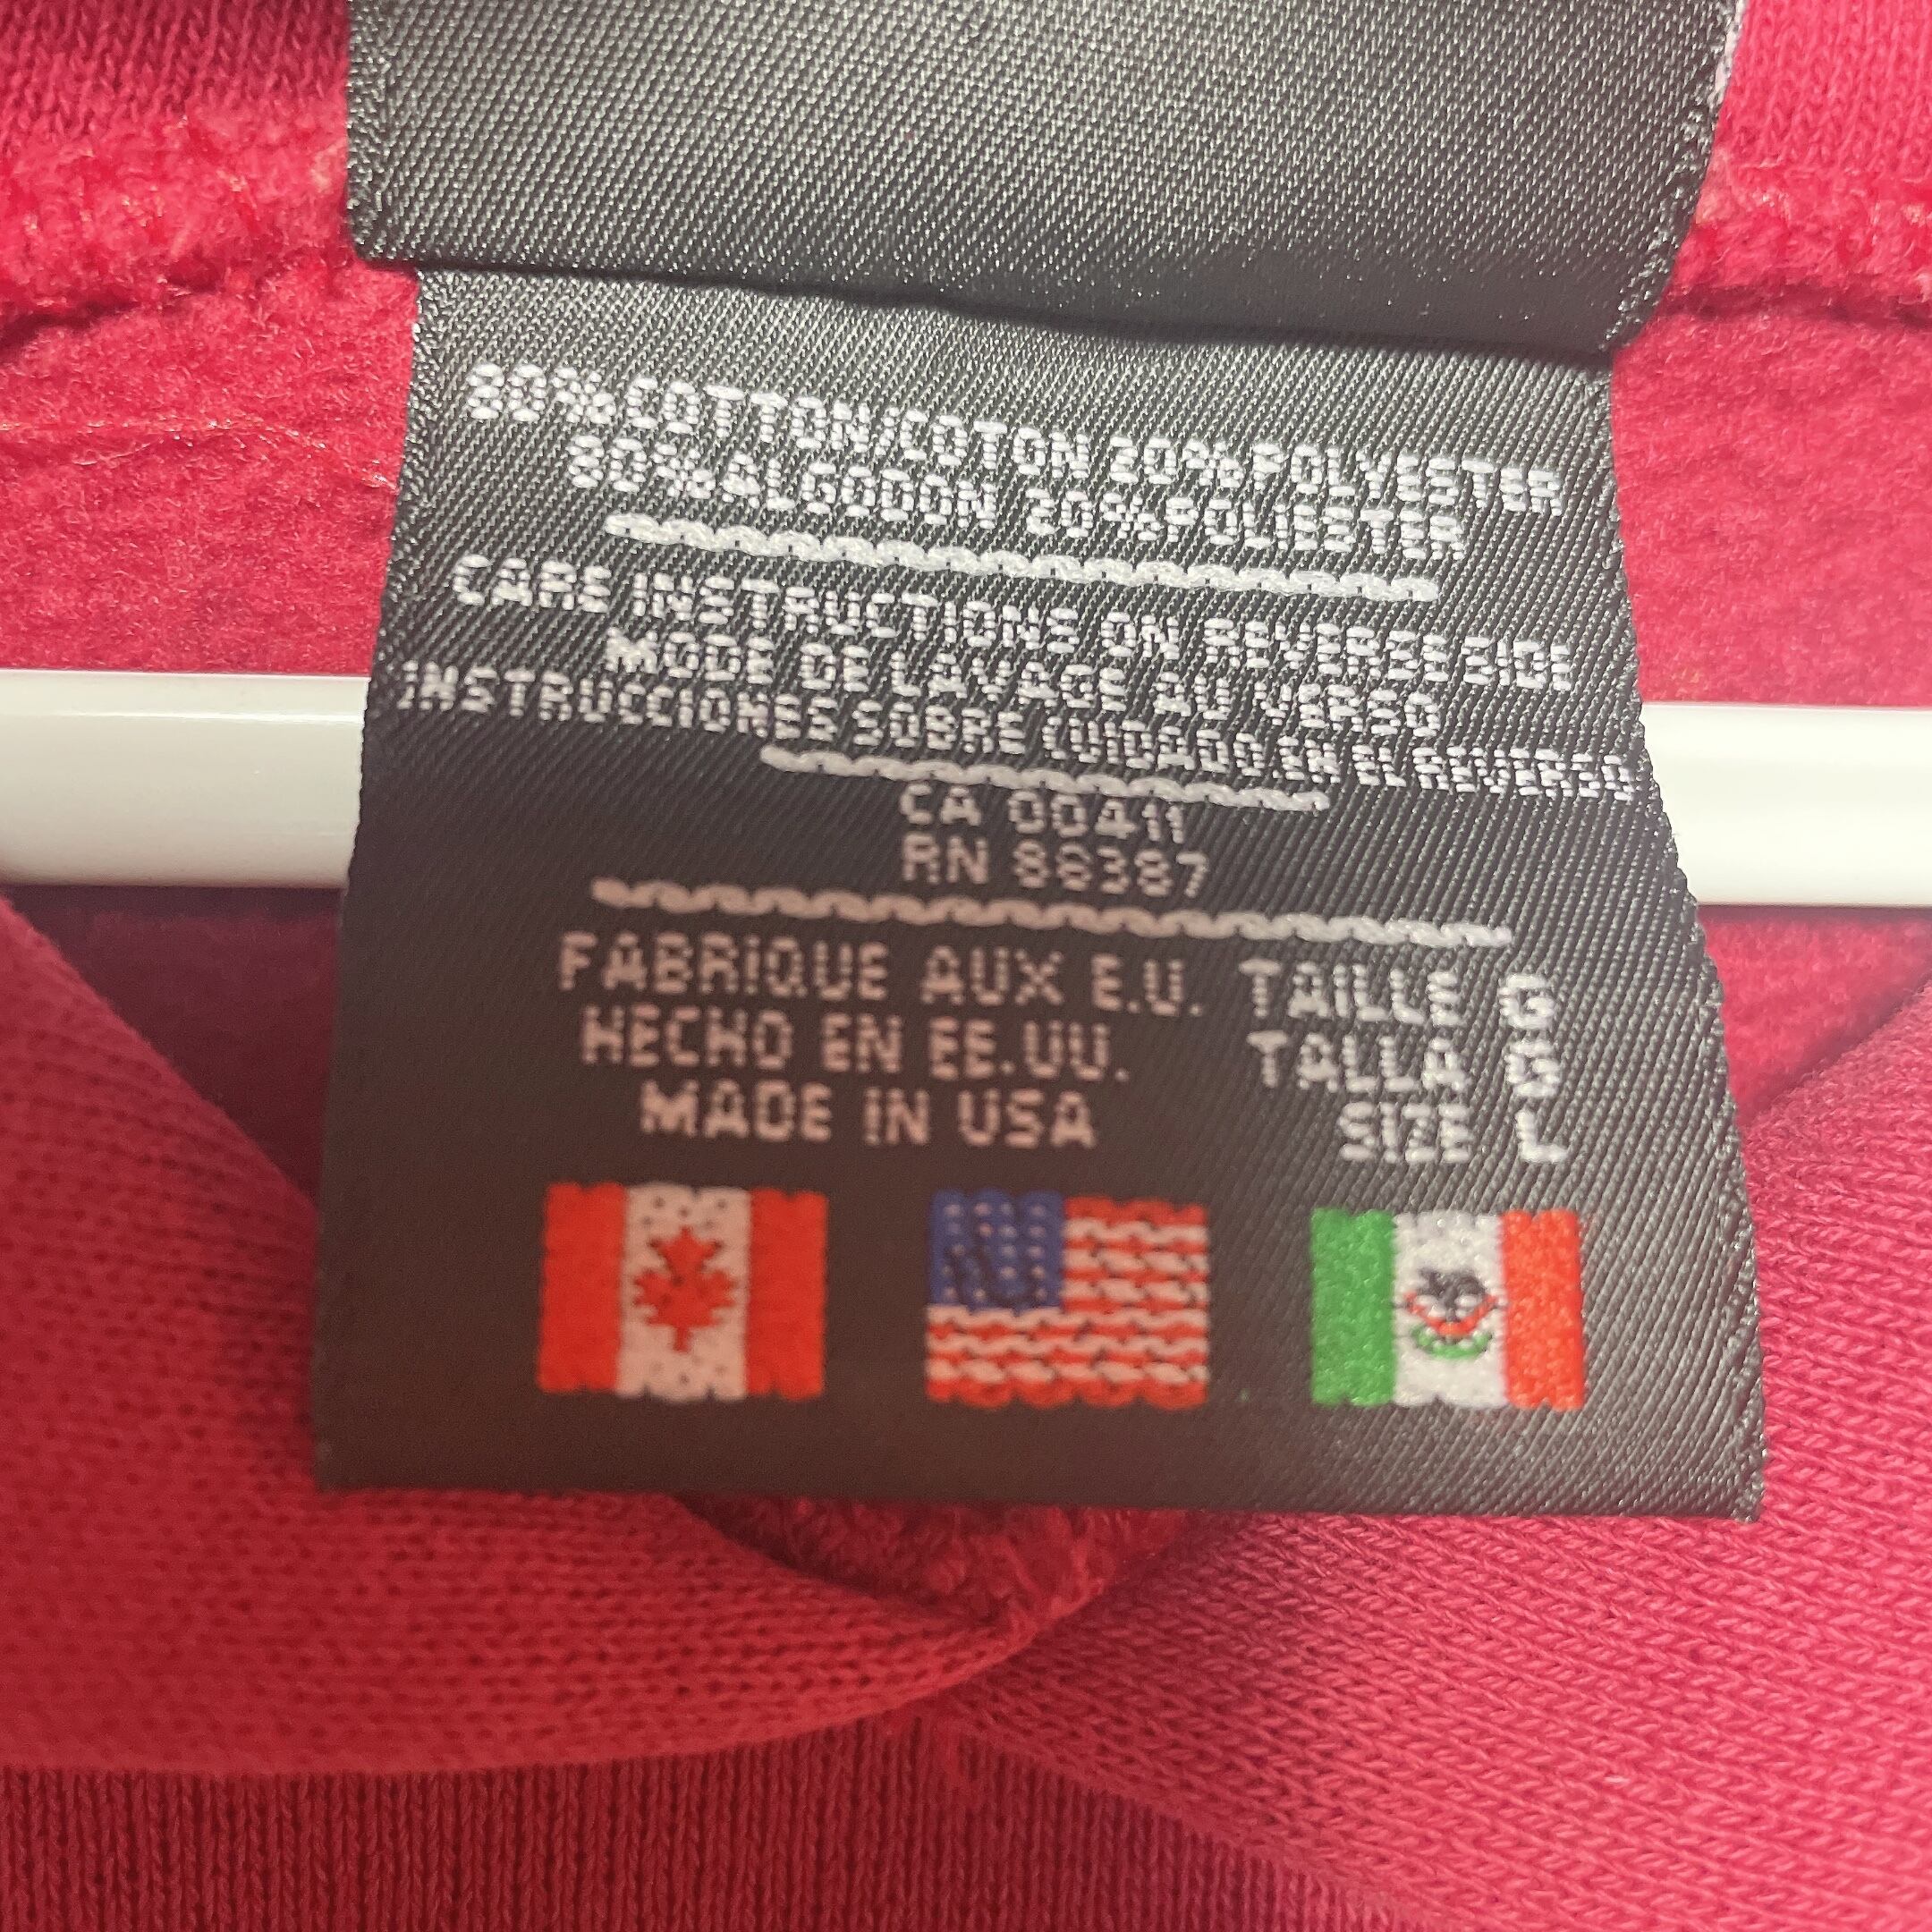 80% COTTON/COTON 20% POLYESTER
80% ALGODON 20% POLIESTER
CARE INSTRUCTIONS ON REVERSE SIDE
MODE DE LAVAGE AU VERSO
INSTRUCCIONES SOBRE CUIDADO EN EL REVERSO
CA 00411
RN 86387
FABRIQUE AUX E.U. TAILLE G
HECHO EN EE.UU. TALLA G
MADE IN USA SIZE L